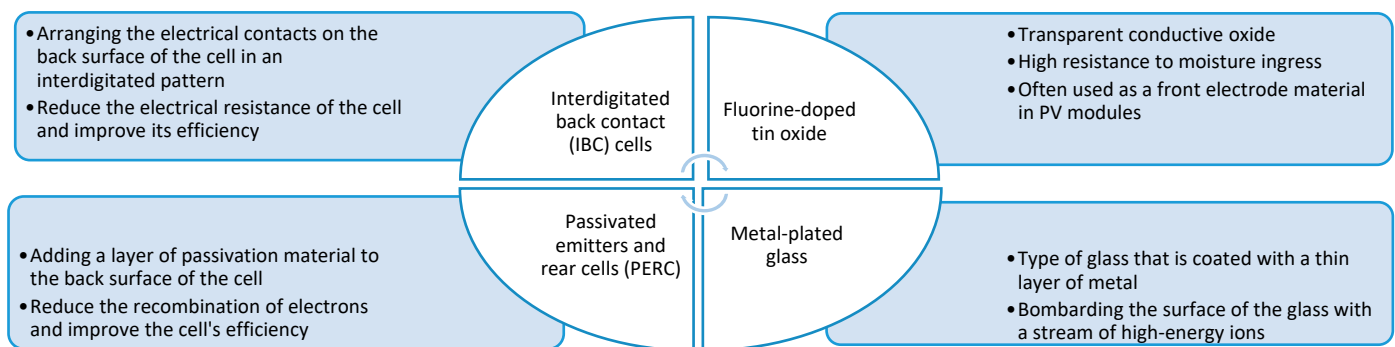 •Arranging the electrical contacts on the
back surface of the cell in an
interdigitated pattern
•Reduce the electrical resistance of the cell
and improve its efficiency
Interdigitated
back contact
(IBC) cells
Fluorine-doped
tin oxide
•Transparent conductive oxide
•High resistance to moisture ingress
•Often used as a front electrode material
in PV modules
•Adding a layer of passivation material to
the back surface of the cell
•Reduce the recombination of electrons
and improve the cell's efficiency
Passivated
emitters and
rear cells (PERC)
Metal-plated
glass
•Type of glass that is coated with a thin
layer of metal
•Bombarding the surface of the glass with
a stream of high-energy ions